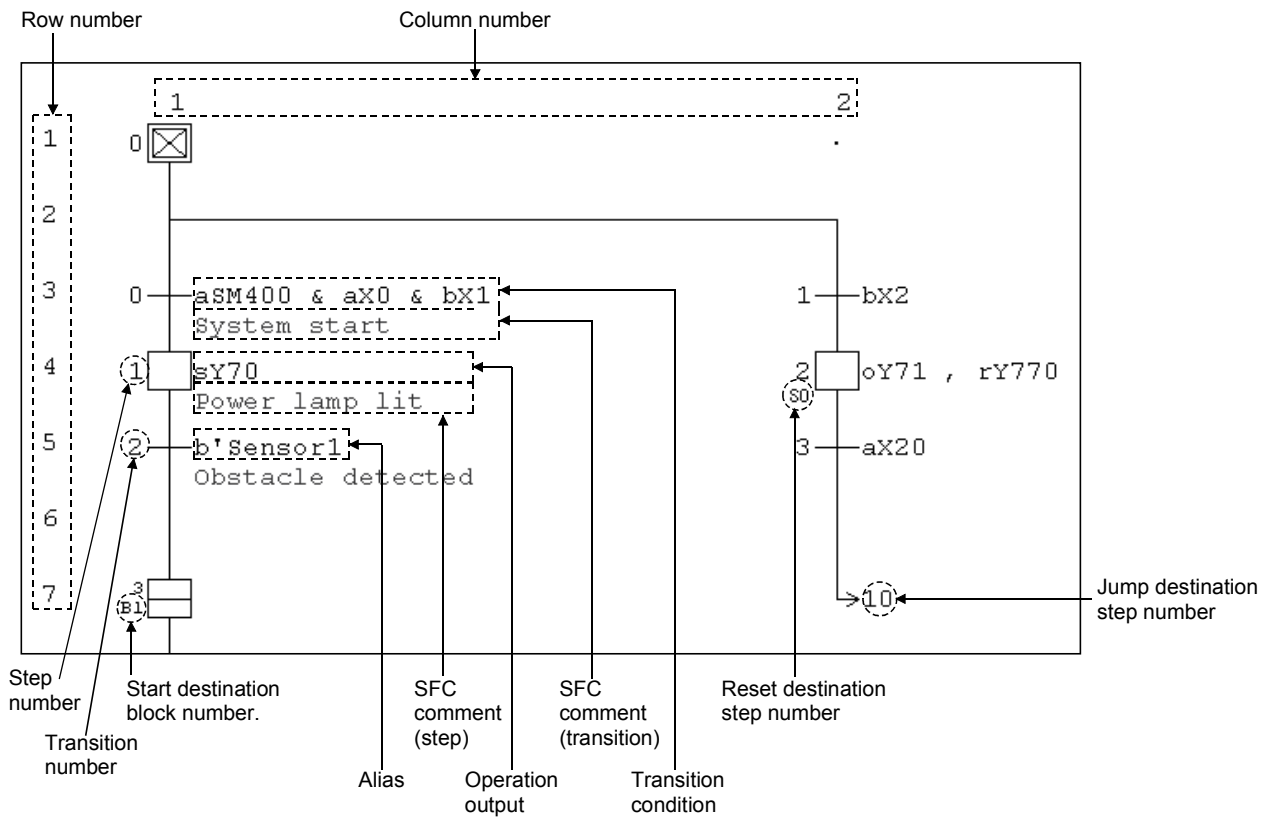 Row number
Column number
1 2
1 0
2
3 0 aSM400 & aX0 & bX1 1 bX2
System start
4 1 sY70 2 oY71 , rY770
Power lamp lit S0
5 2 b'Sensor1 3 aX20
Obstacle detected
6
7 3 10
B1
Jump destination
step number
Step
number
Start destination
block number.
SFC
comment
(step)
SFC
comment
(transition)
Reset destination
step number
Transition
number
Alias
Operation
output
Transition
condition